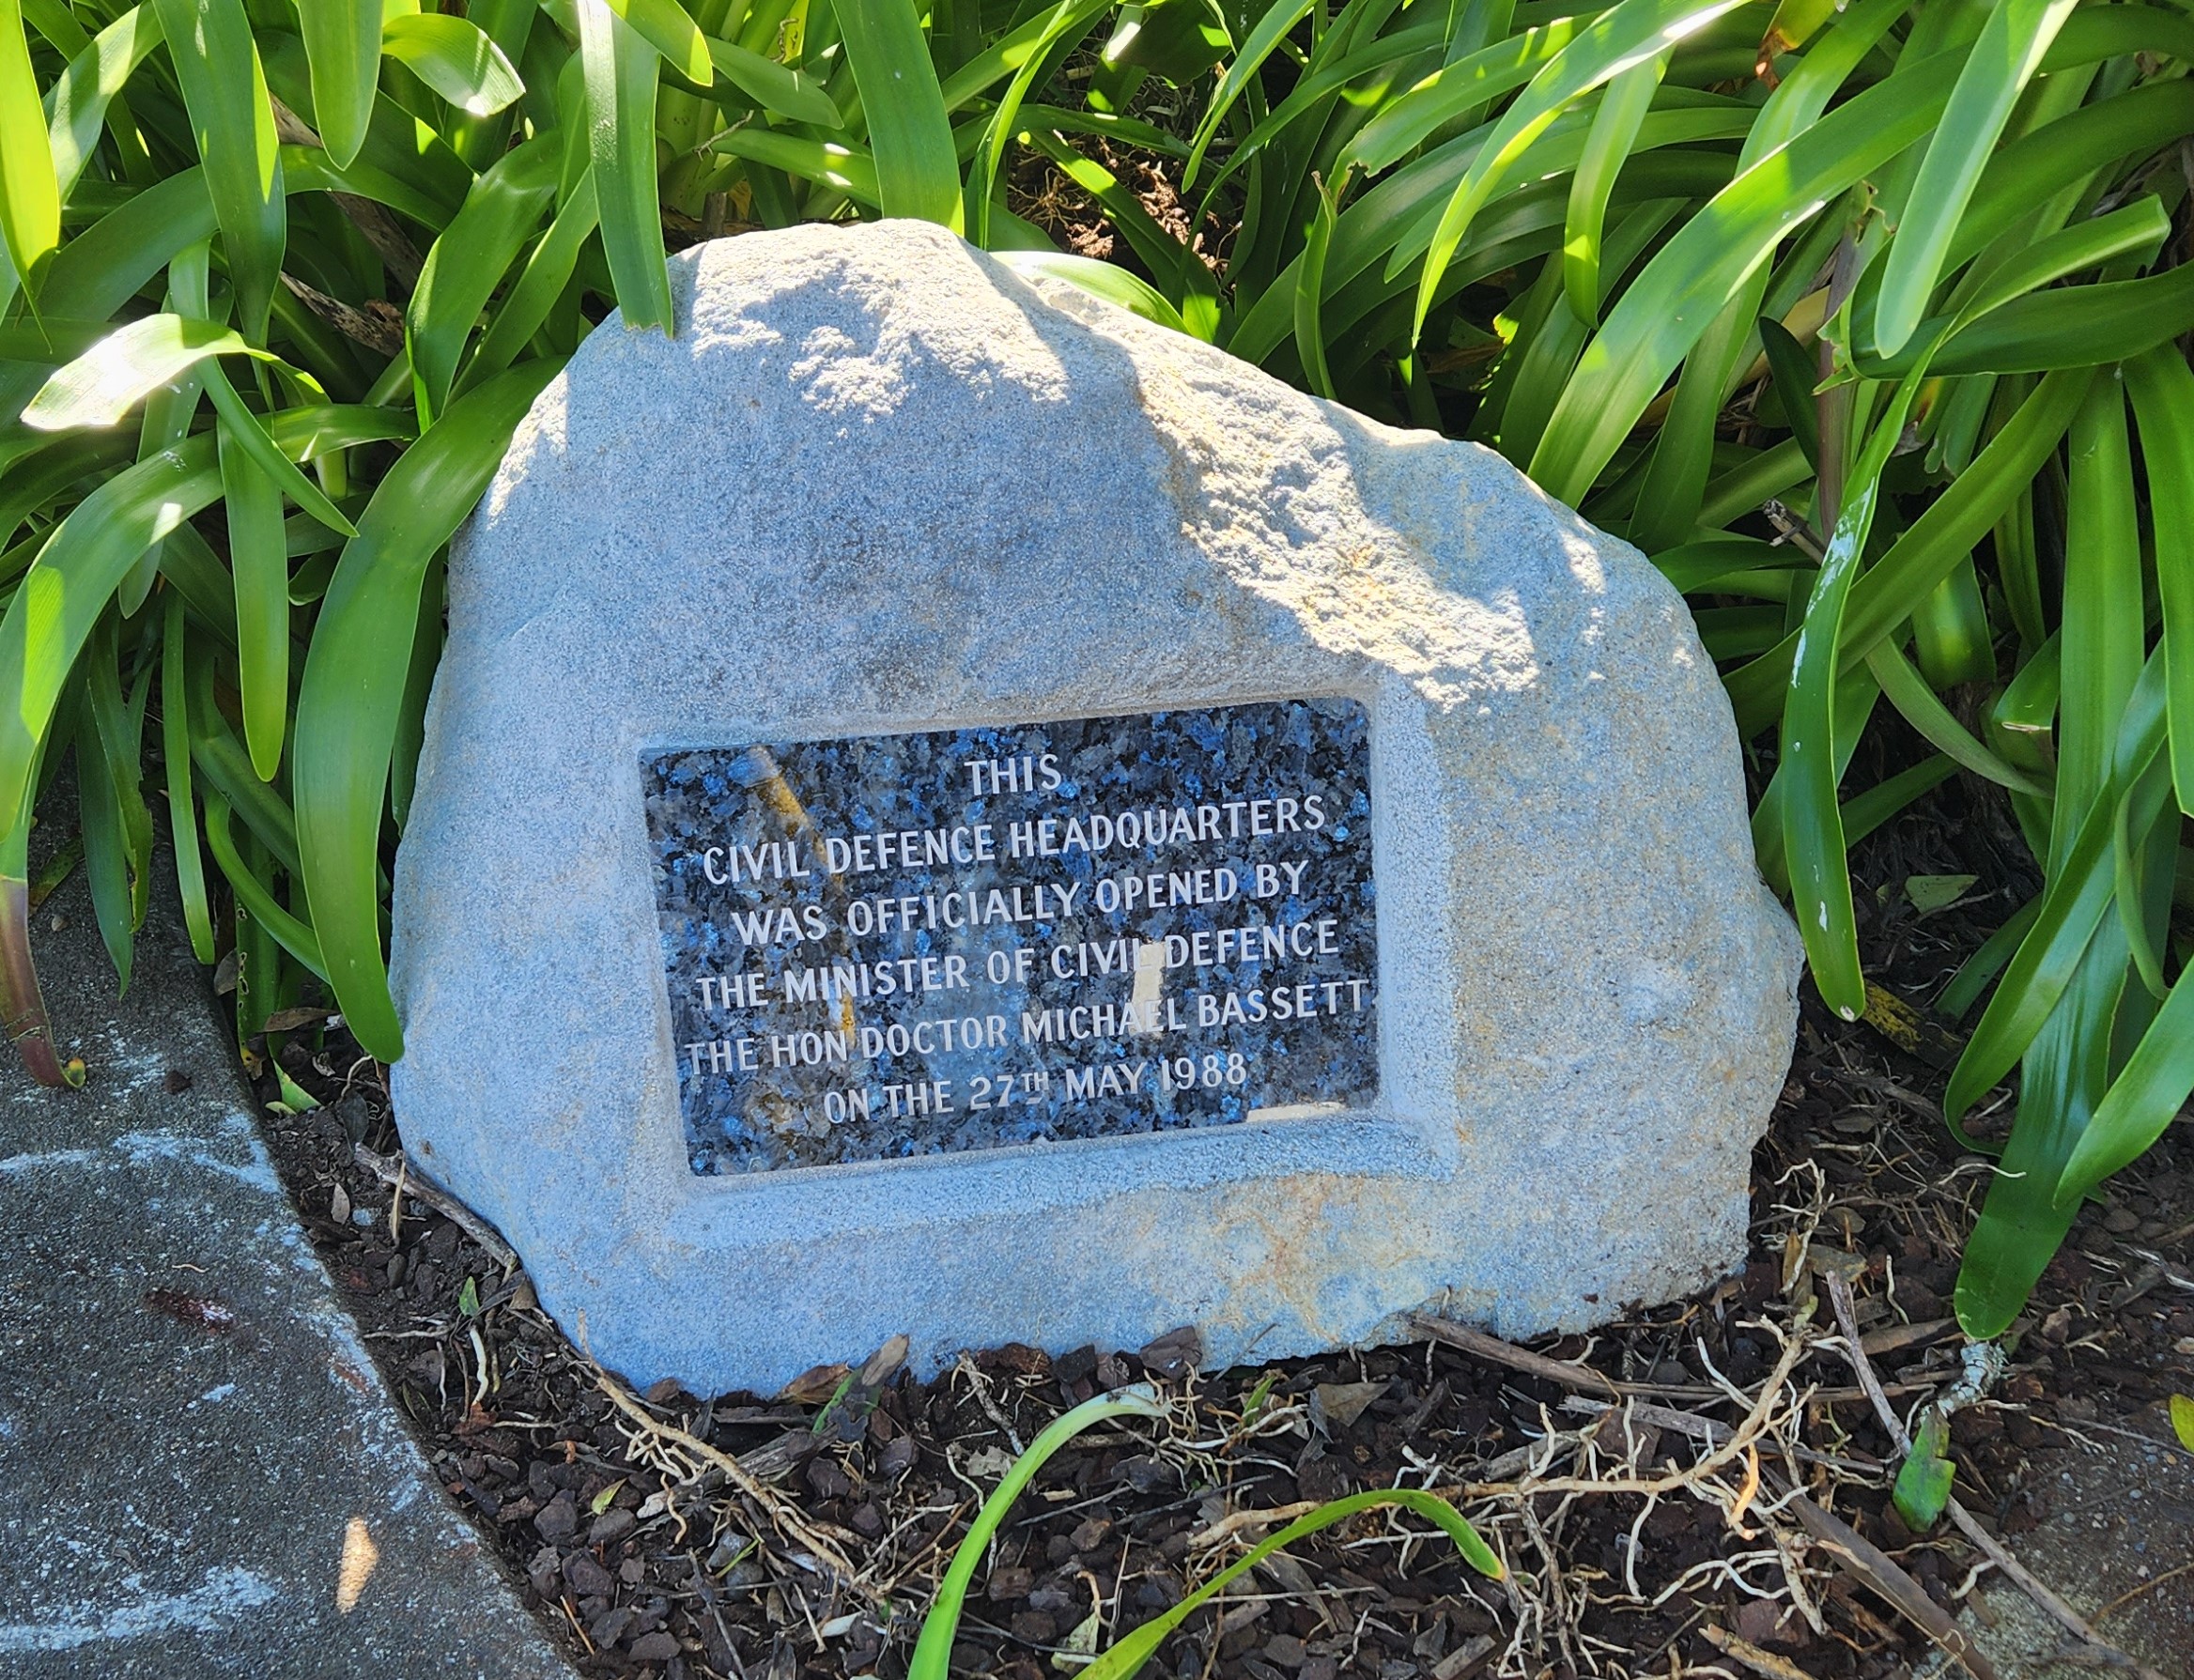 THIS
CIVIL DEFENCE HEADQUARTERS
WAS OFFICIALLY OPENED BY
THE MINISTER OF CIVIL DEFENCE
THE HON DOCTOR MICHAEL BASSETT
ON THE 27TH MAY 1988